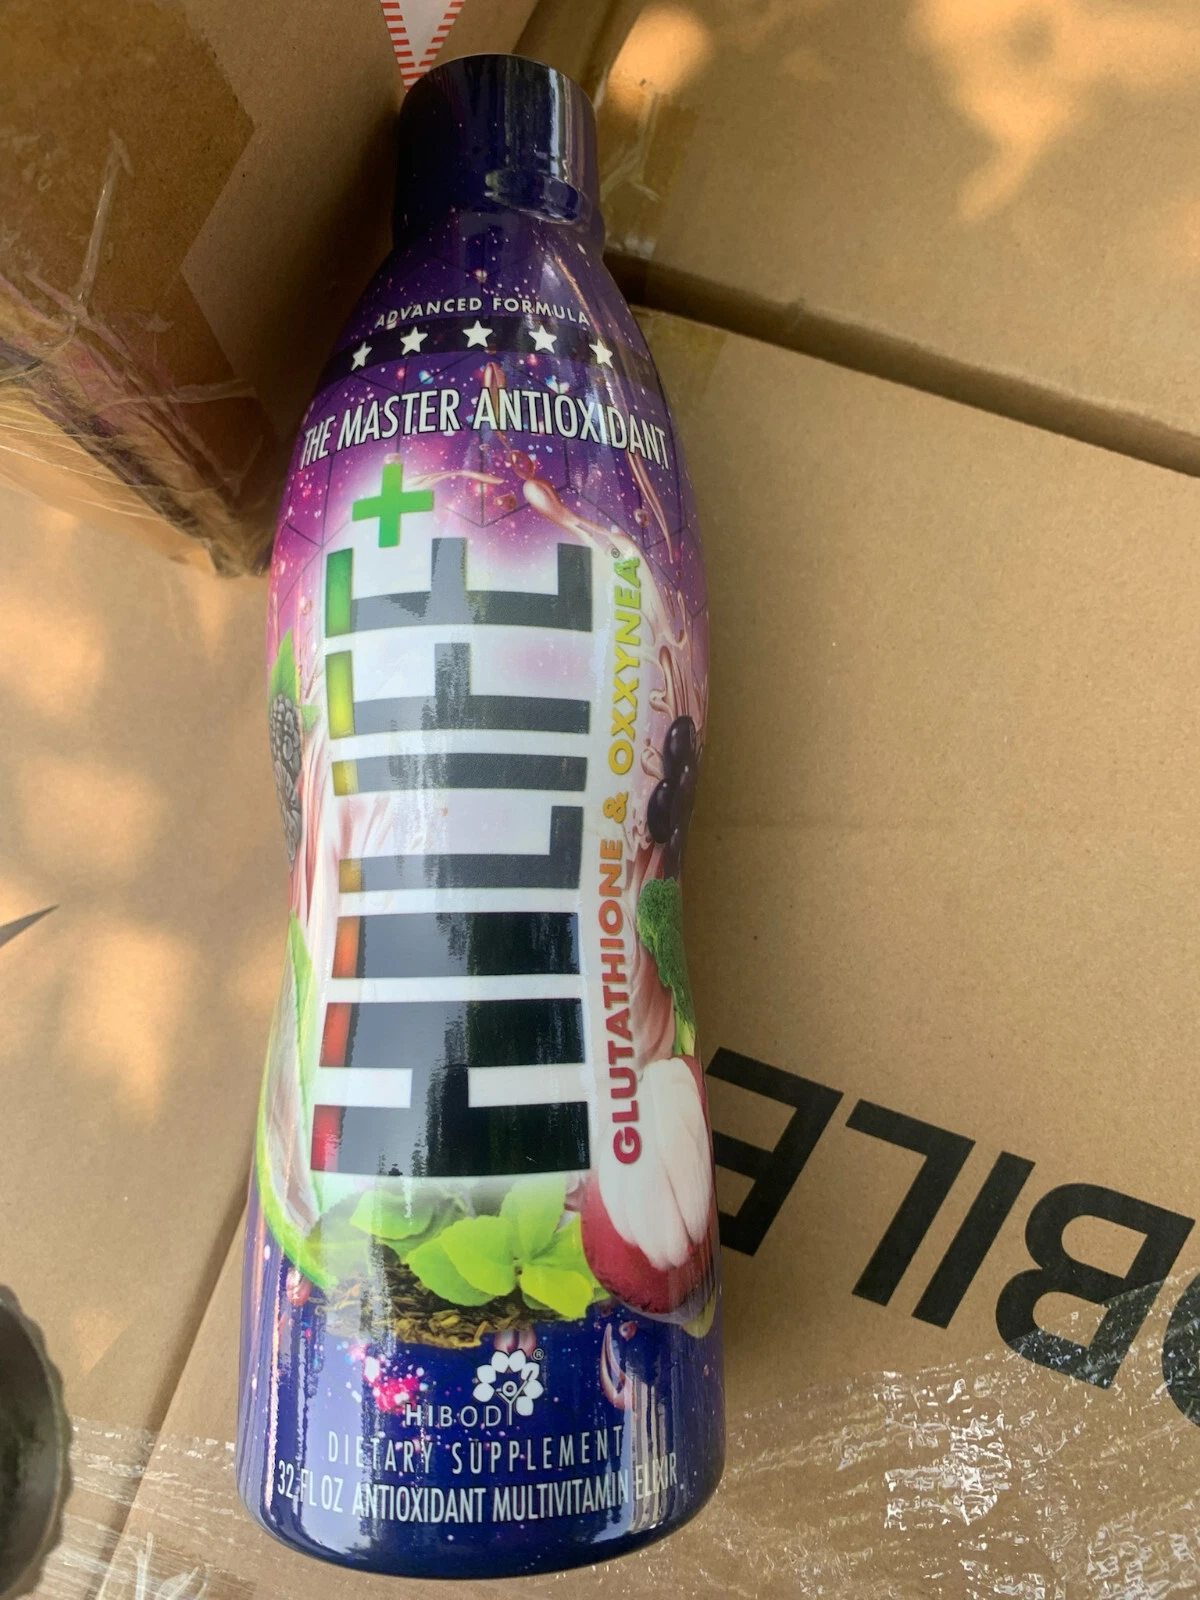 ADVANCED FORMULA
THE MASTER ANTIOXIDANT
HILIFE+
GLUTATHIONE & OXXYNEA®
HIBODI®
DIETARY SUPPLEMENT
32 FL OZ ANTIOXIDANT MULTIVITAMIN ELIXIR
BILE